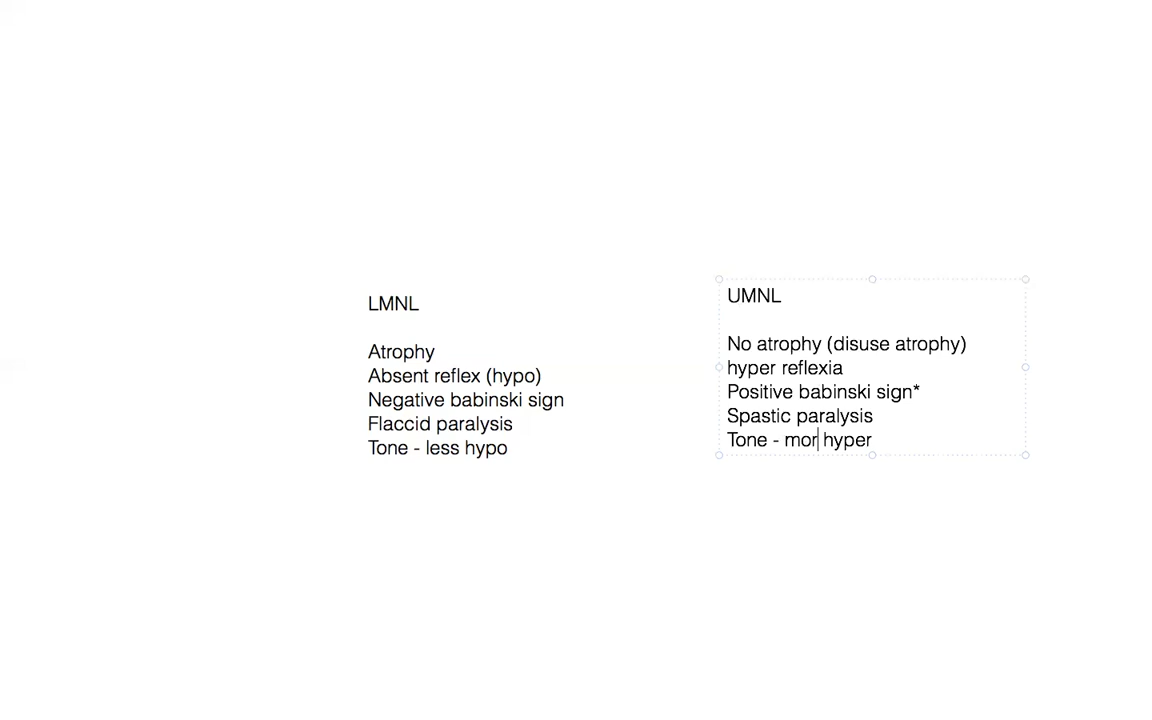 LMNL
Atrophy
Absent reflex (hypo)
Negative babinski sign
Flaccid paralysis
Tone - less hypo
UMNL
No atrophy (disuse atrophy)
hyper reflexia
Positive babinski sign*
Spastic paralysis
Tone - mor hyper